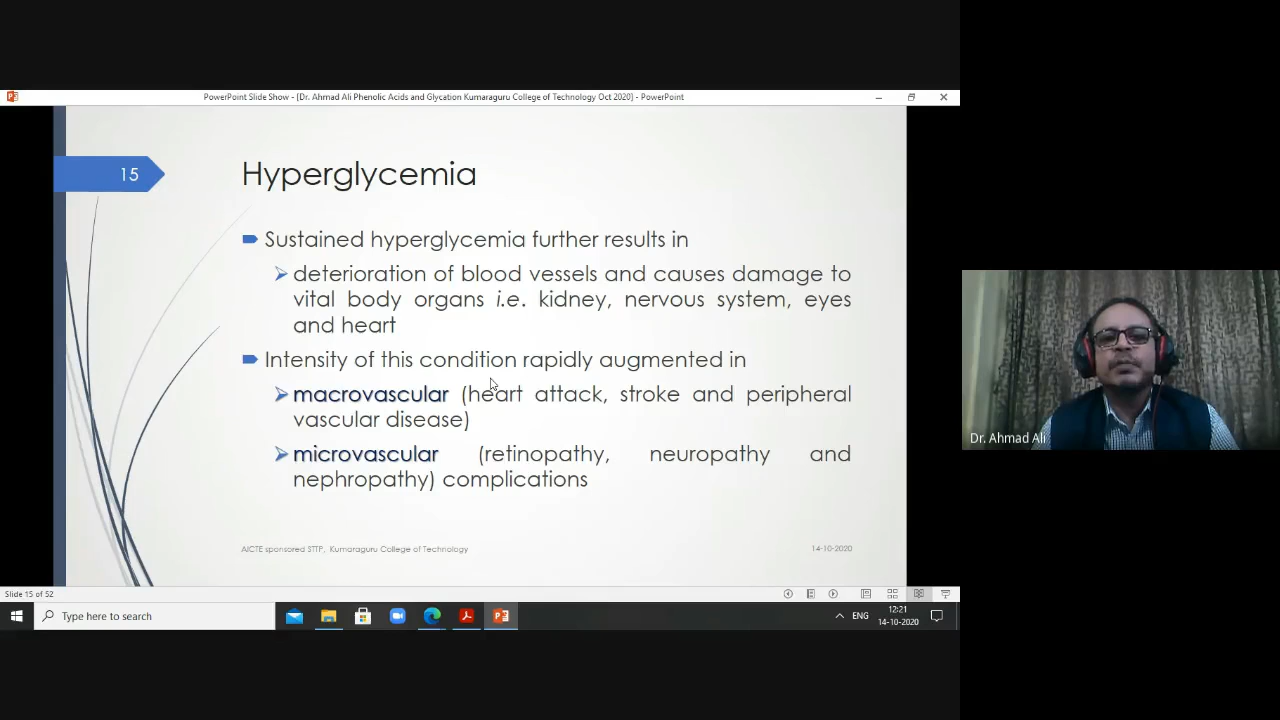 PowerPoint Slide Show - [Dr. Ahmad Ali Phenolic Acids and Glycation Kumaraguru College of Technology Oct 2020] - PowerPoint
15
Hyperglycemia
Sustained hyperglycemia further results in
deterioration of blood vessels and causes damage to
vital body organs i.e. kidney, nervous system, eyes
and heart
Intensity of this condition rapidly augmented in
macrovascular (heart attack, stroke and peripheral
vascular disease)
microvascular (retinopathy, neuropathy and
nephropathy) complications
AICTE sponsored STTP, Kumaraguru College of Technology
14-10-2020
Dr. Ahmad Ali
Slide 15 of 52
Type here to search
ENG
12:21
14-10-2020